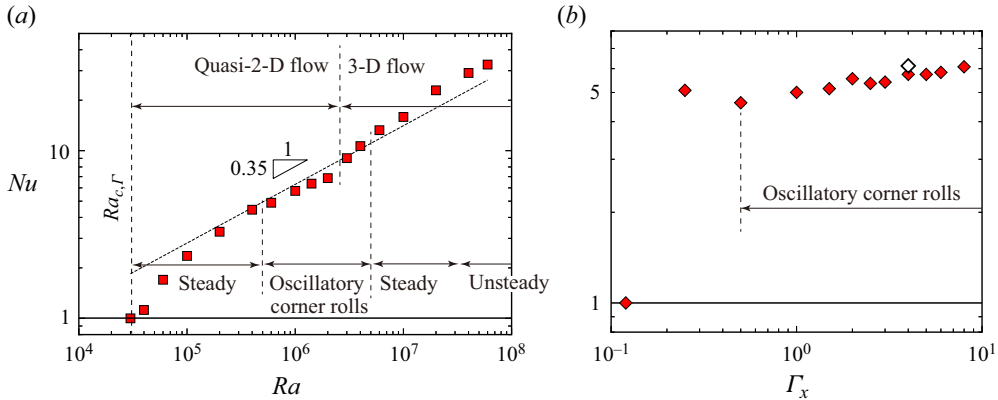 (a)
Quasi-2-D flow
3-D flow
Ra_{c,Γ}
0.35
1
Nu
10
1
Steady
Oscillatory
corner rolls
Steady
Unsteady
10^4
10^5
10^6
10^7
10^8
Ra
(b)
5
Oscillatory corner rolls
1
10^{-1}
10^0
10^1
Γ_x